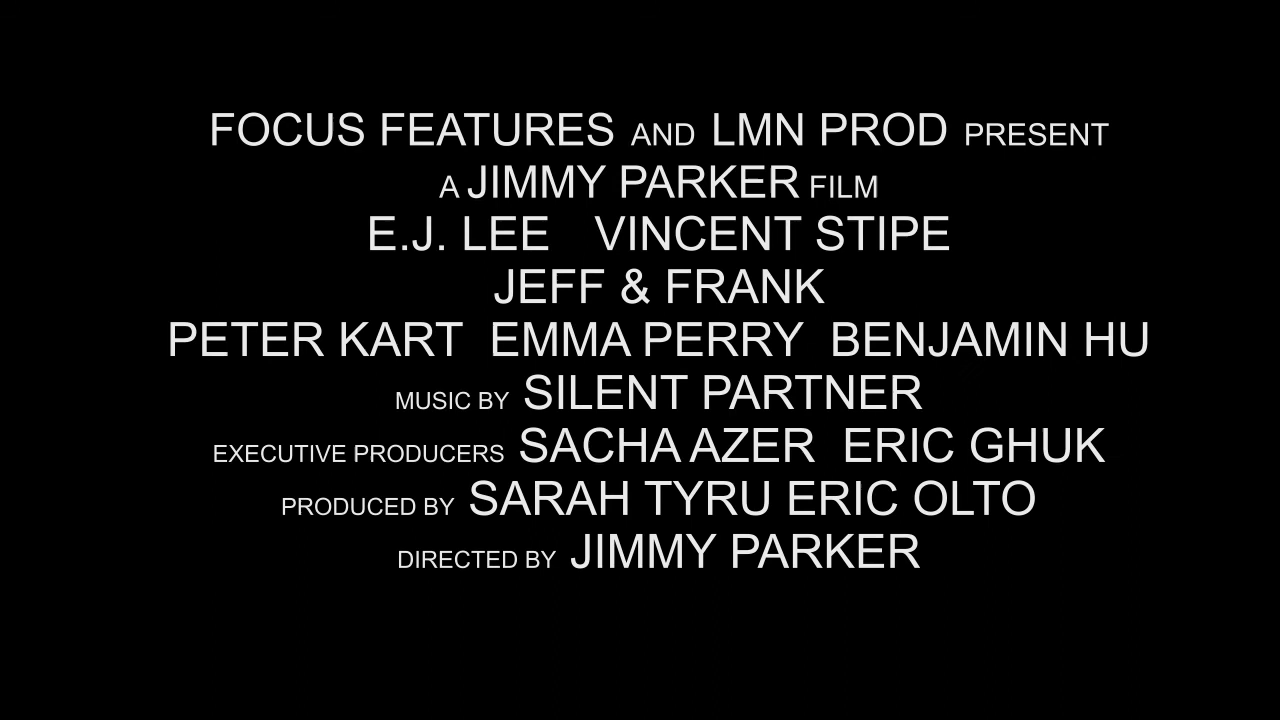 FOCUS FEATURES AND LMN PROD PRESENT
A JIMMY PARKER FILM
E.J. LEE VINCENT STIPE
JEFF & FRANK
PETER KART EMMA PERRY BENJAMIN HU
MUSIC BY SILENT PARTNER
EXECUTIVE PRODUCERS SACHA AZER ERIC GHUK
PRODUCED BY SARAH TYRU ERIC OLTO
DIRECTED BY JIMMY PARKER